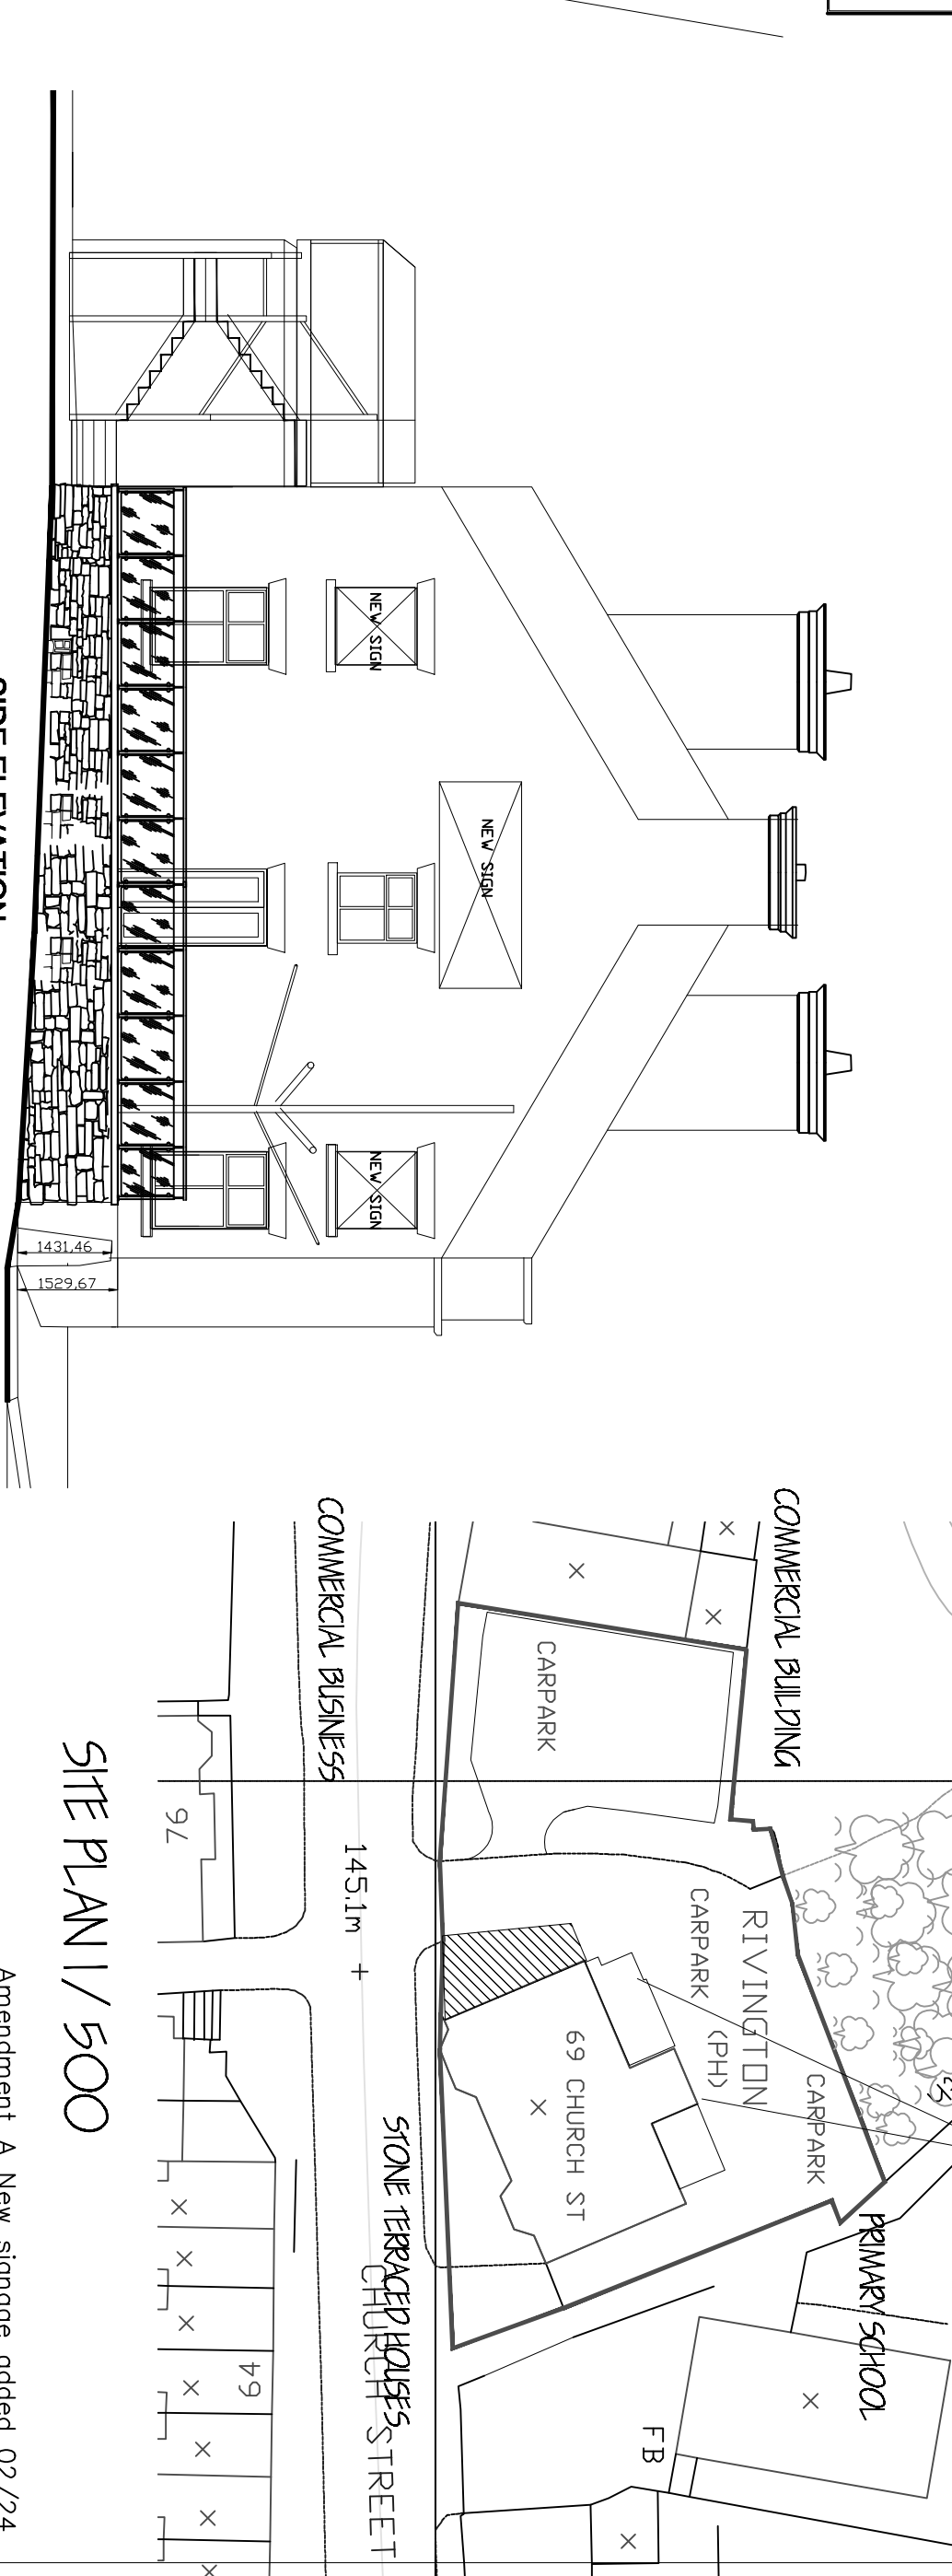 NEW SIGN
NEW SIGN
NEW SIGN
SIDE ELEVATION
1431,46
1529,67
COMMERCIAL BUILDING
COMMERCIAL BUSINESS
CARPARK
CARPARK
RIVINGTON
(PH)
CARPARK
69 CHURCH ST
145.1m
76
STONE TERRACED HOUSES
CHURCH STREET
PRIMARY SCHOOL
FB
64
SITE PLAN 1/ 500
Amendment A New signage added 02/24